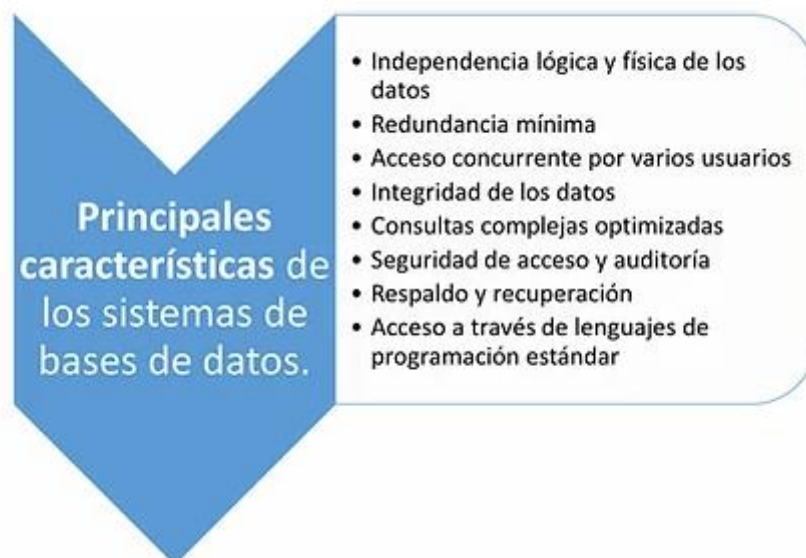 Principales
características de
los sistemas de
bases de datos.
• Independencia lógica y física de los
datos
• Redundancia mínima
• Acceso concurrente por varios usuarios
• Integridad de los datos
• Consultas complejas optimizadas
• Seguridad de acceso y auditoría
• Respaldo y recuperación
• Acceso a través de lenguajes de
programación estándar